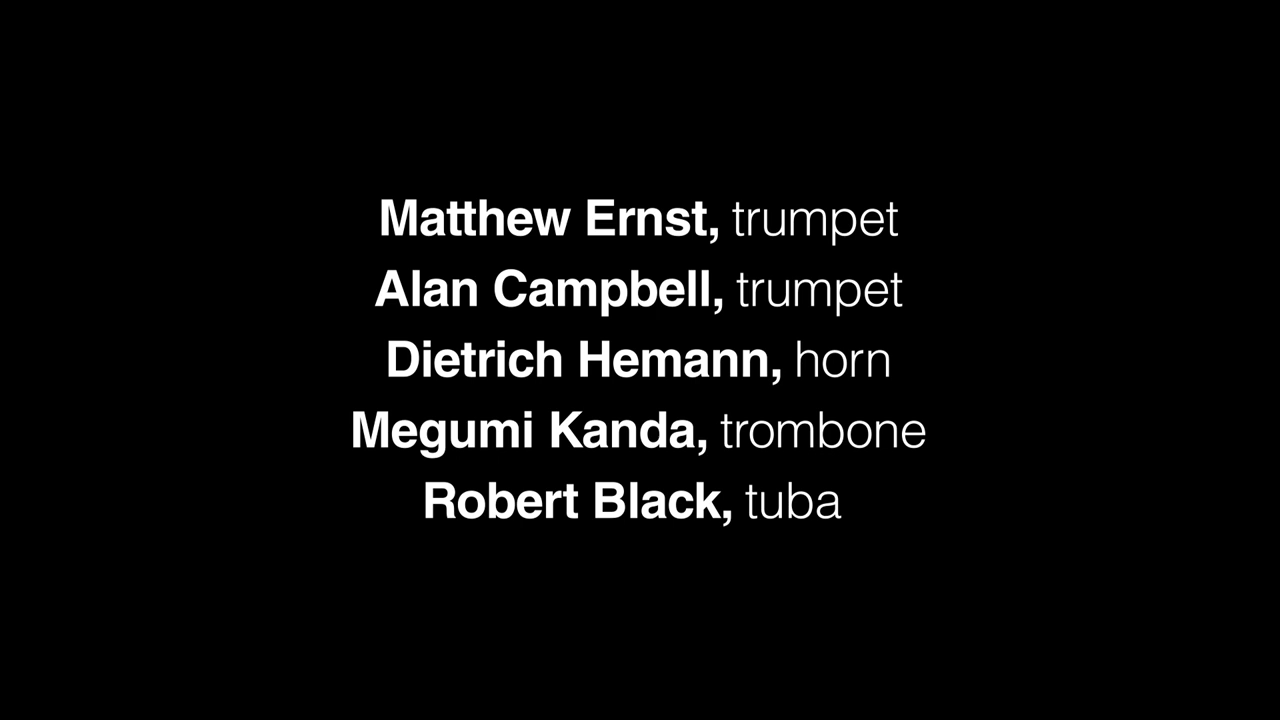 Matthew Ernst, trumpet
Alan Campbell, trumpet
Dietrich Hemann, horn
Megumi Kanda, trombone
Robert Black, tuba